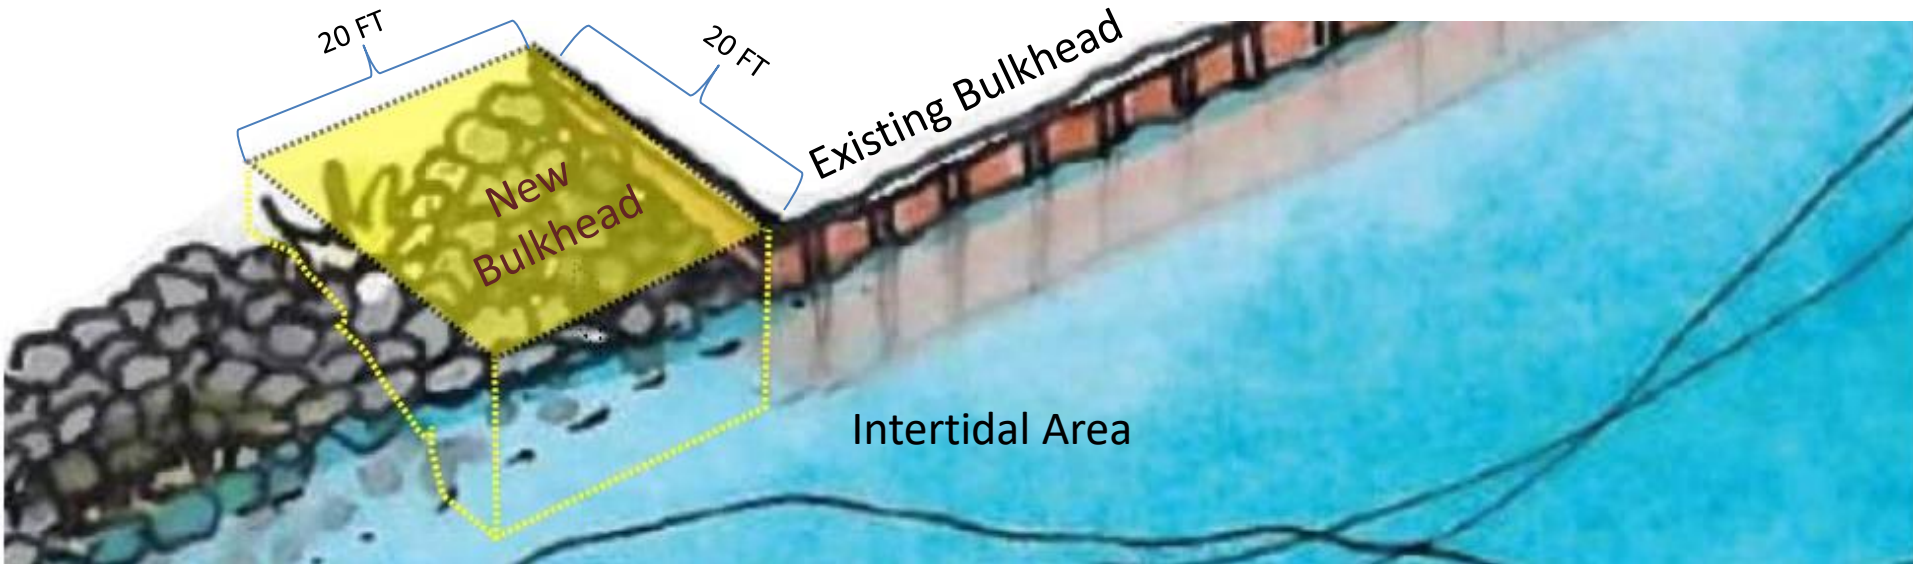 20 FT
20 FT
Existing Bulkhead
New
Bulkhead
Intertidal Area